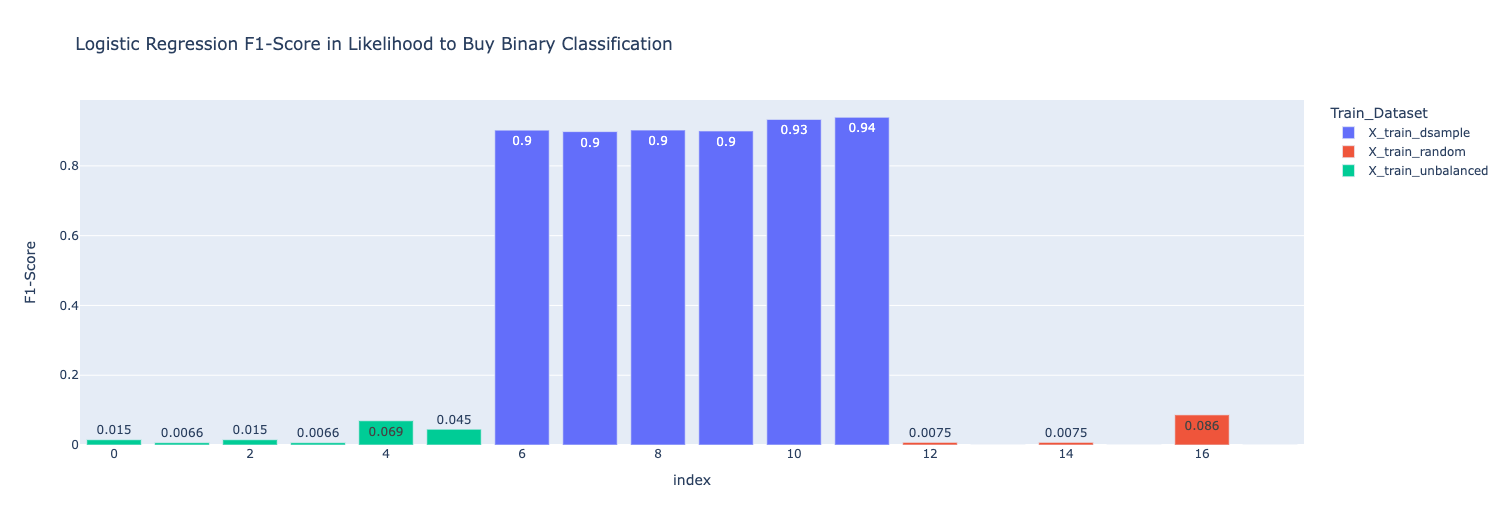 Logistic Regression F1-Score in Likelihood to Buy Binary Classification
Train_Dataset
X_train_dsample
X_train_random
X_train_unbalanced
F1-Score
0.8
0.6
0.4
0.2
0
0.015
0.0066
0.015
0.0066
0.069
0.045
0.9
0.9
0.9
0.9
0.93
0.94
0.0075
0.0075
0.086
0 2 4 6 8 10 12 14 16
index